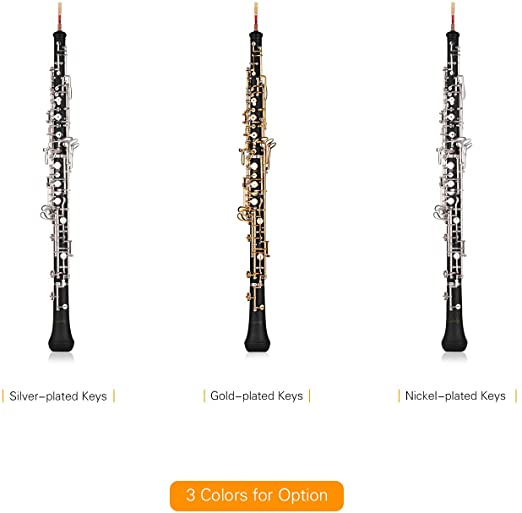 Silver-plated Keys
Gold-plated Keys
Nickel-plated Keys
3 Colors for Option